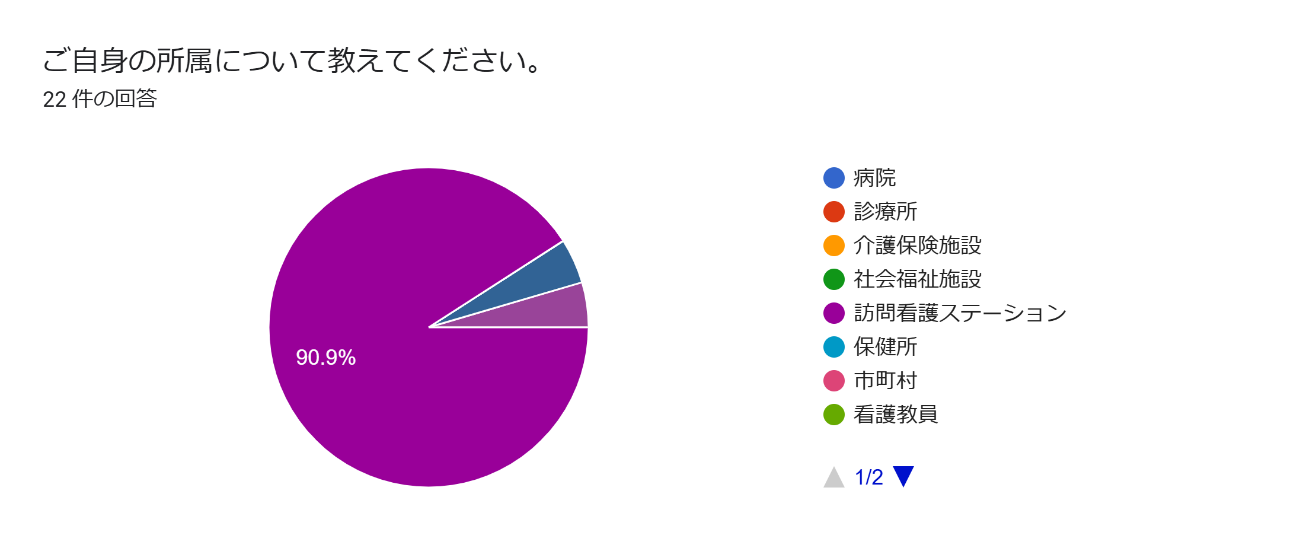 ご自身の所属について教えてください。
22 件の回答
90.9%
病院
診療所
介護保険施設
社会福祉施設
訪問看護ステーション
保健所
市町村
看護教員
1/2